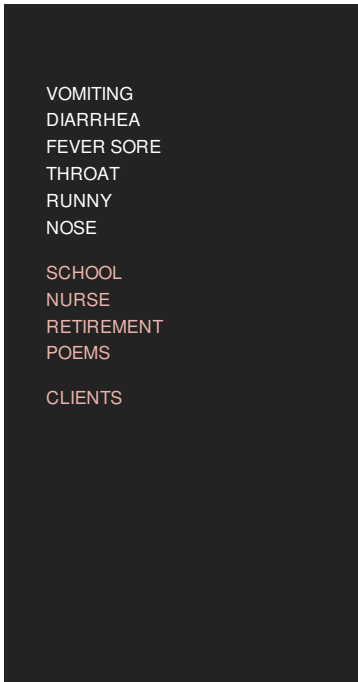 VOMITING
DIARRHEA
FEVER SORE
THROAT
RUNNY
NOSE
SCHOOL
NURSE
RETIREMENT
POEMS
CLIENTS